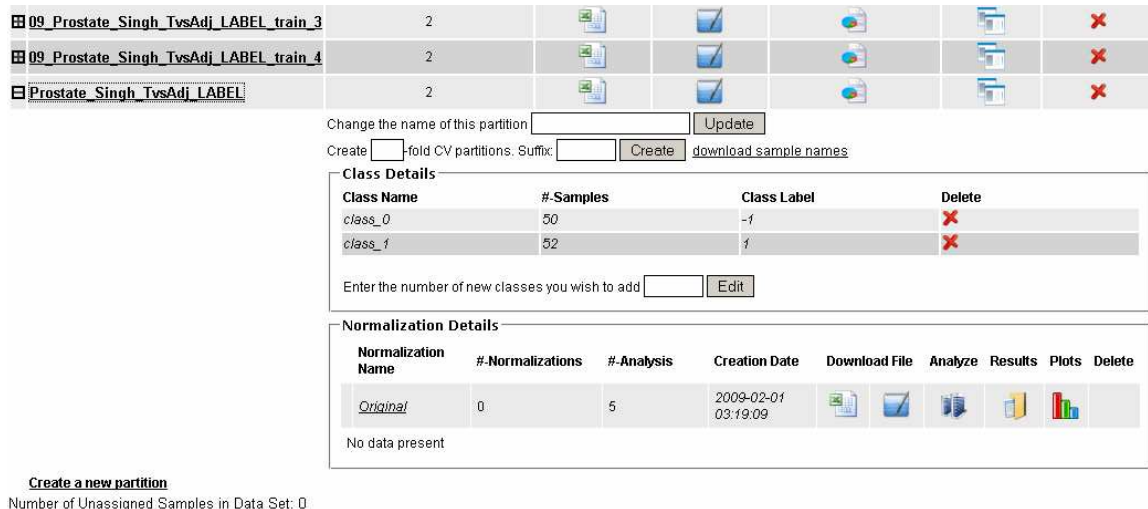 09_Prostate_Singh_TvsAdj_LABEL_train_3 2
09_Prostate_Singh_TvsAdj_LABEL_train_4 2
Prostate_Singh_TvsAdj_LABEL 2
Change the name of this partition Update
Create -fold CV partitions. Suffix: Create download sample names
Class Details
Class Name #-Samples Class Label Delete
class_0 50 -1
class_1 52 1
Enter the number of new classes you wish to add Edit
Normalization Details
Normalization Name #-Normalizations #-Analysis Creation Date Download File Analyze Results Plots Delete
Original 0 5 2009-02-01 03:19:09
No data present
Create a new partition
Number of Unassigned Samples in Data Set: 0